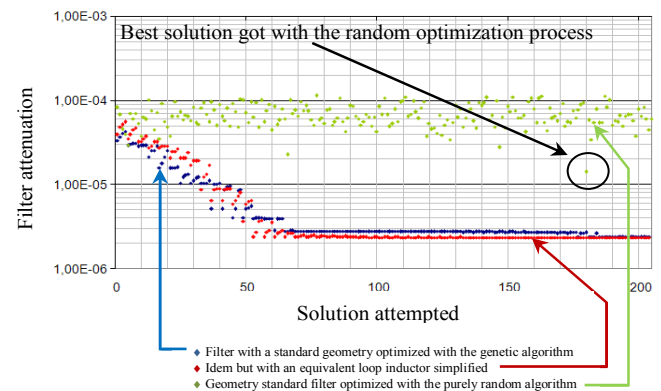 1,00E-03
Best solution got with the random optimization process
1,00E-04
Filter attenuation
1,00E-05
1,00E-06
0 50 100 150 200
Solution attempted
Filter with a standard geometry optimized with the genetic algorithm
Idem but with an equivalent loop inductor simplified
Geometry standard filter optimized with the purely random algorithm